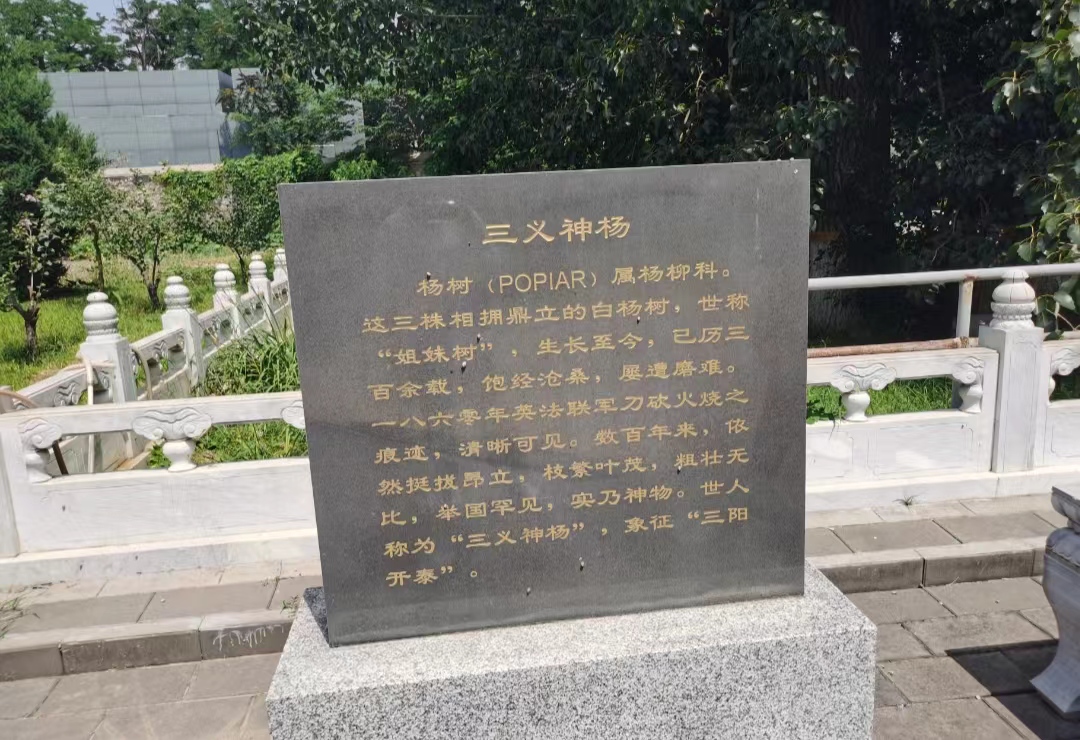 三义神杨
杨树（POPIAR）属杨柳科。
这三株相拥鼎立的白杨树，世称
“姐妹树”，生长至今，已历三
百余载，饱经沧桑，屡遭磨难。
一八六零年英法联军刀砍火烧之
痕迹，清晰可见。数百年来，依
然挺拔昂立，枝繁叶茂，粗壮无
比，举国罕见，实乃神物。世人
称为“三义神杨”，象征“三阳
开泰”。